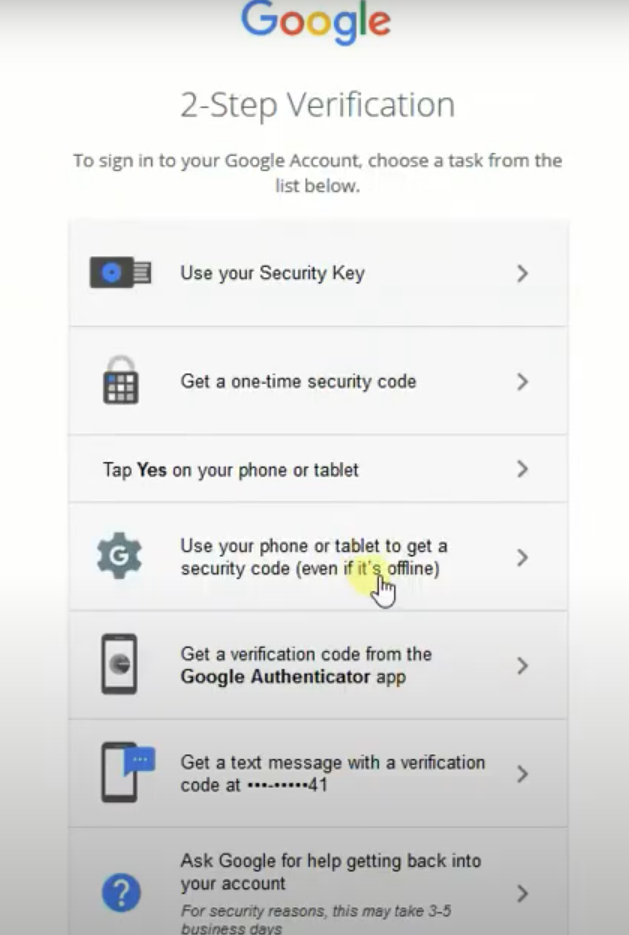 Google
2-Step Verification
To sign in to your Google Account, choose a task from the
list below.
Use your Security Key
Get a one-time security code
Tap Yes on your phone or tablet
G
Use your phone or tablet to get a
security code (even if it's offline)
Get a verification code from the
Google Authenticator app
Get a text message with a verification
code at •••-•••••41
?
Ask Google for help getting back into
your account
For security reasons, this may take 3-5
business days